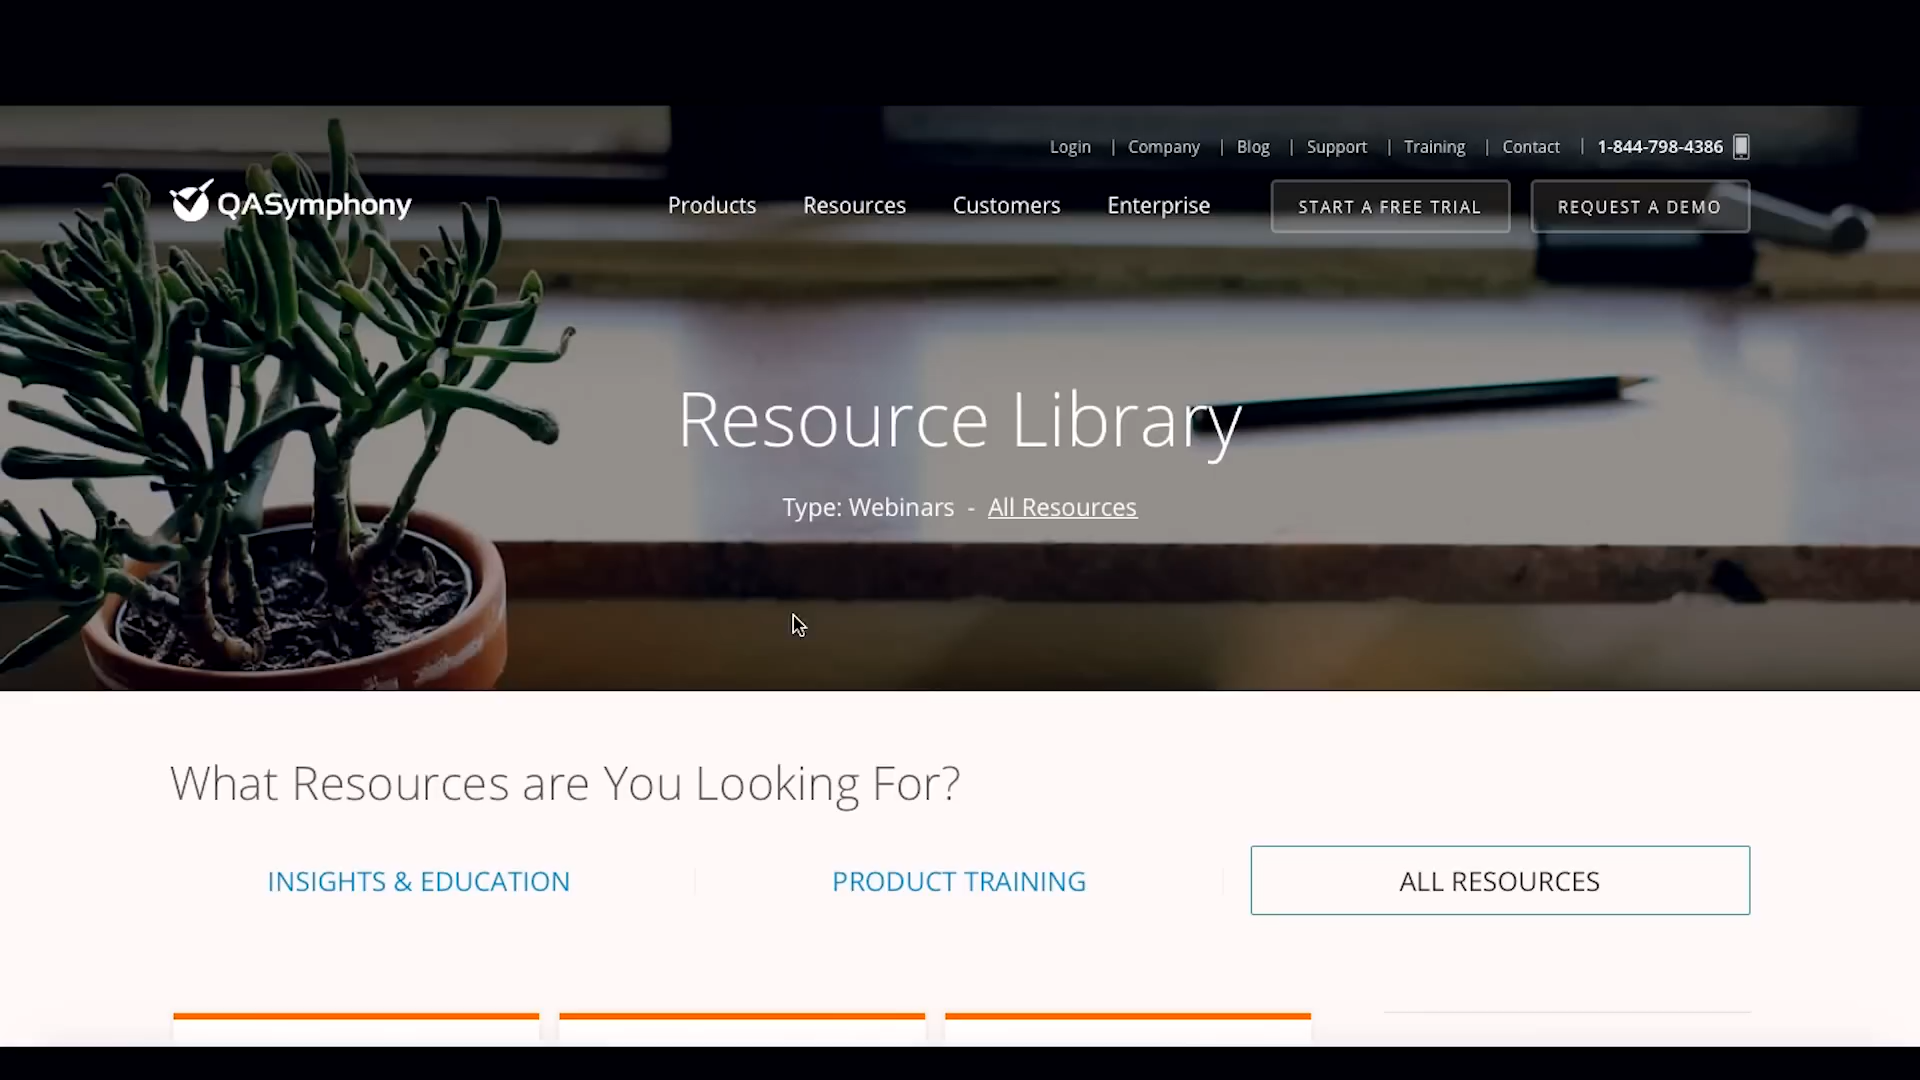 Login | Company | Blog | Support | Training | Contact | 1-844-798-4386
QASymphony
Products Resources Customers Enterprise START A FREE TRIAL REQUEST A DEMO
Resource Library
Type: Webinars - All Resources
What Resources are You Looking For?
INSIGHTS & EDUCATION PRODUCT TRAINING ALL RESOURCES